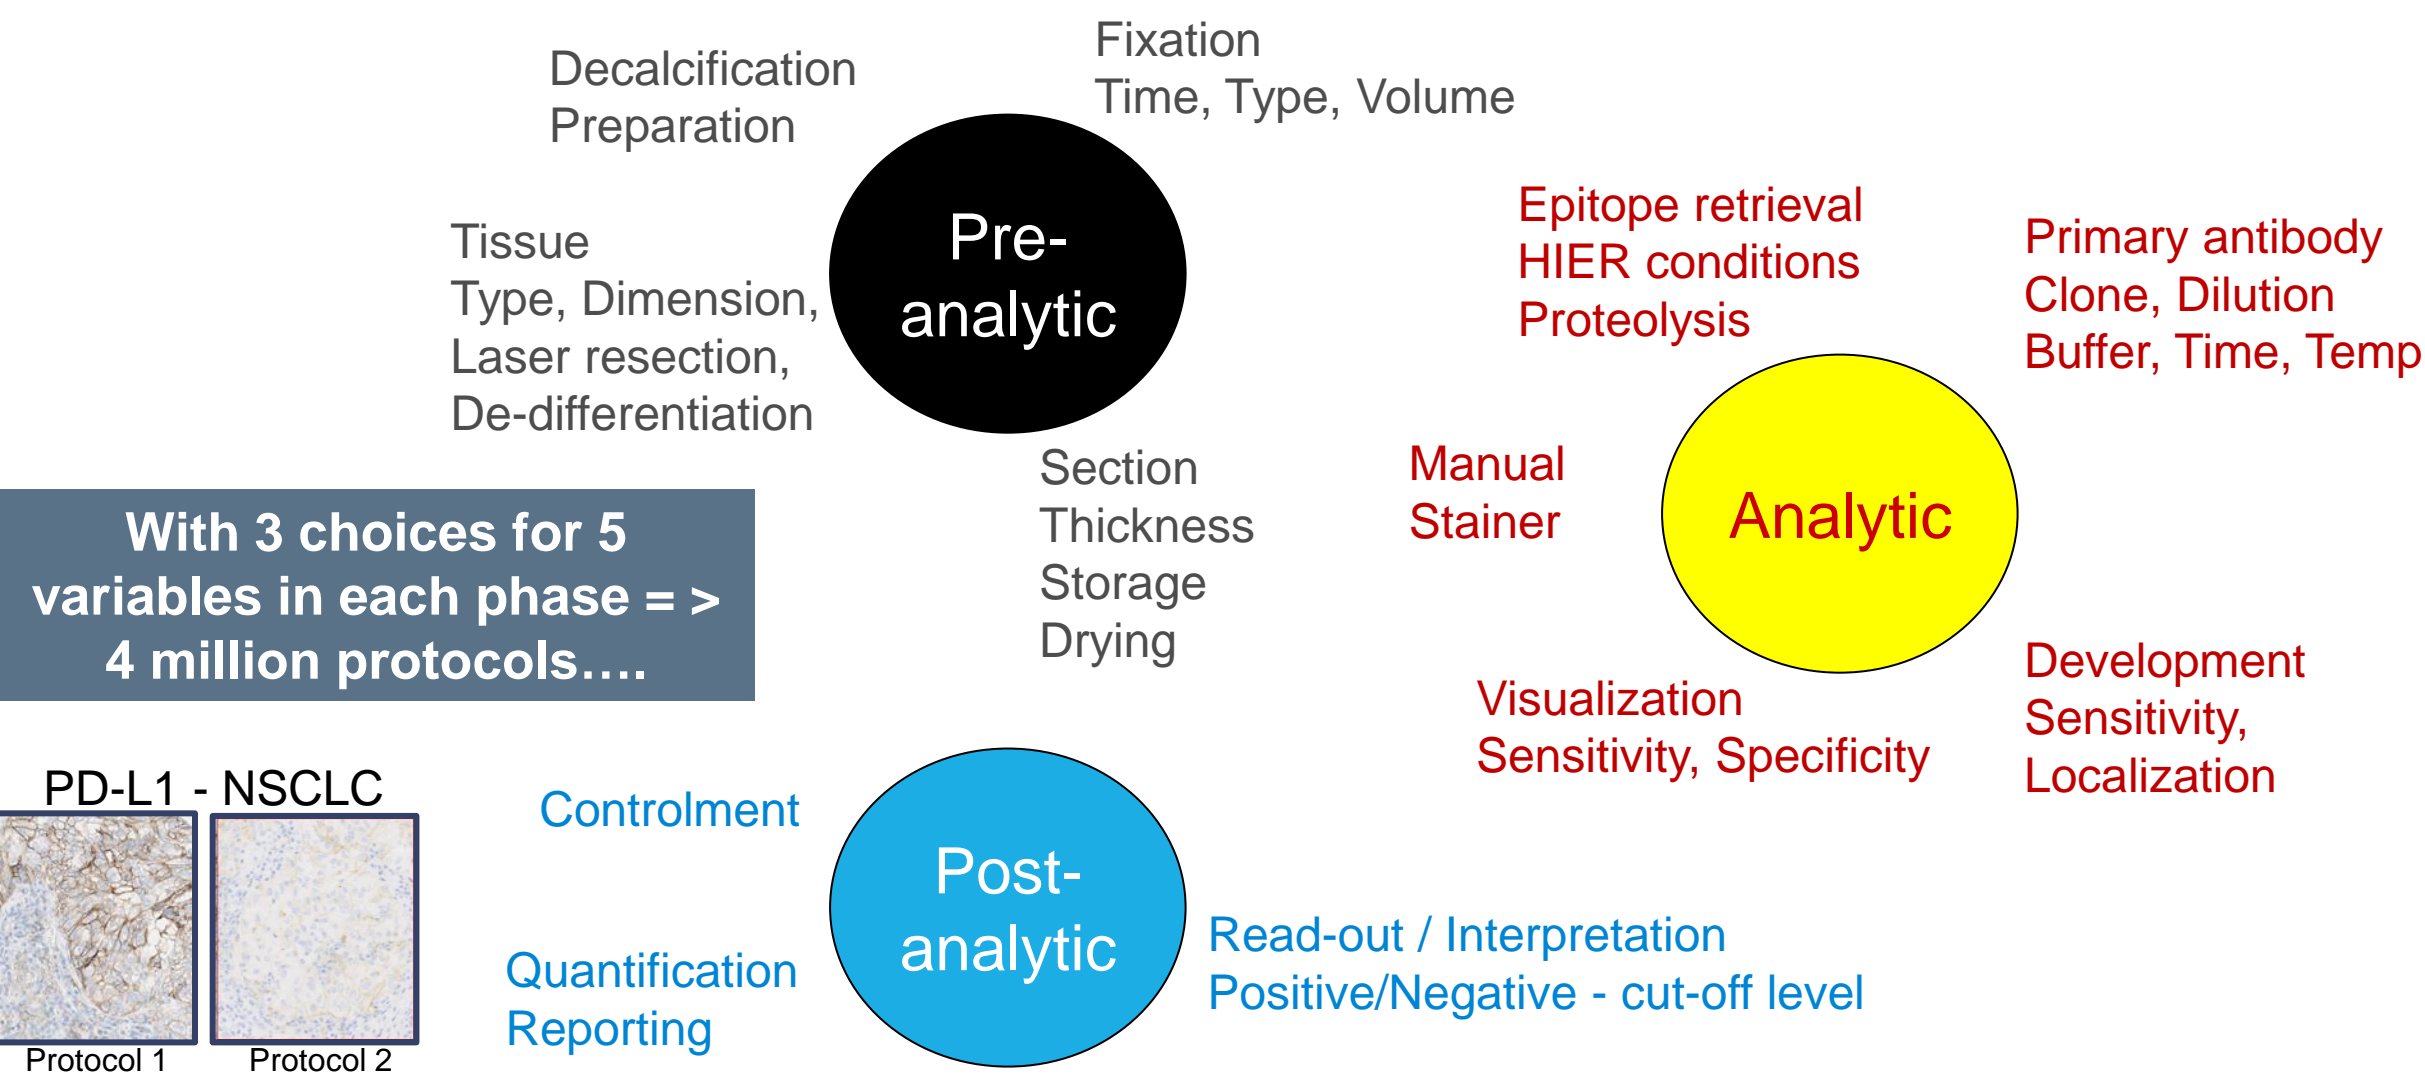 Decalcification
Preparation
Fixation
Time, Type, Volume
Tissue
Type, Dimension,
Laser resection,
De-differentiation
Pre-
analytic
Section
Thickness
Storage
Drying
Epitope retrieval
HIER conditions
Proteolysis
Primary antibody
Clone, Dilution
Buffer, Time, Temp
Manual
Stainer
Analytic
Visualization
Sensitivity, Specificity
Development
Sensitivity,
Localization
With 3 choices for 5
variables in each phase = >
4 million protocols….
PD-L1 - NSCLC
Protocol 1
Protocol 2
Controlment
Quantification
Reporting
Post-
analytic
Read-out / Interpretation
Positive/Negative - cut-off level